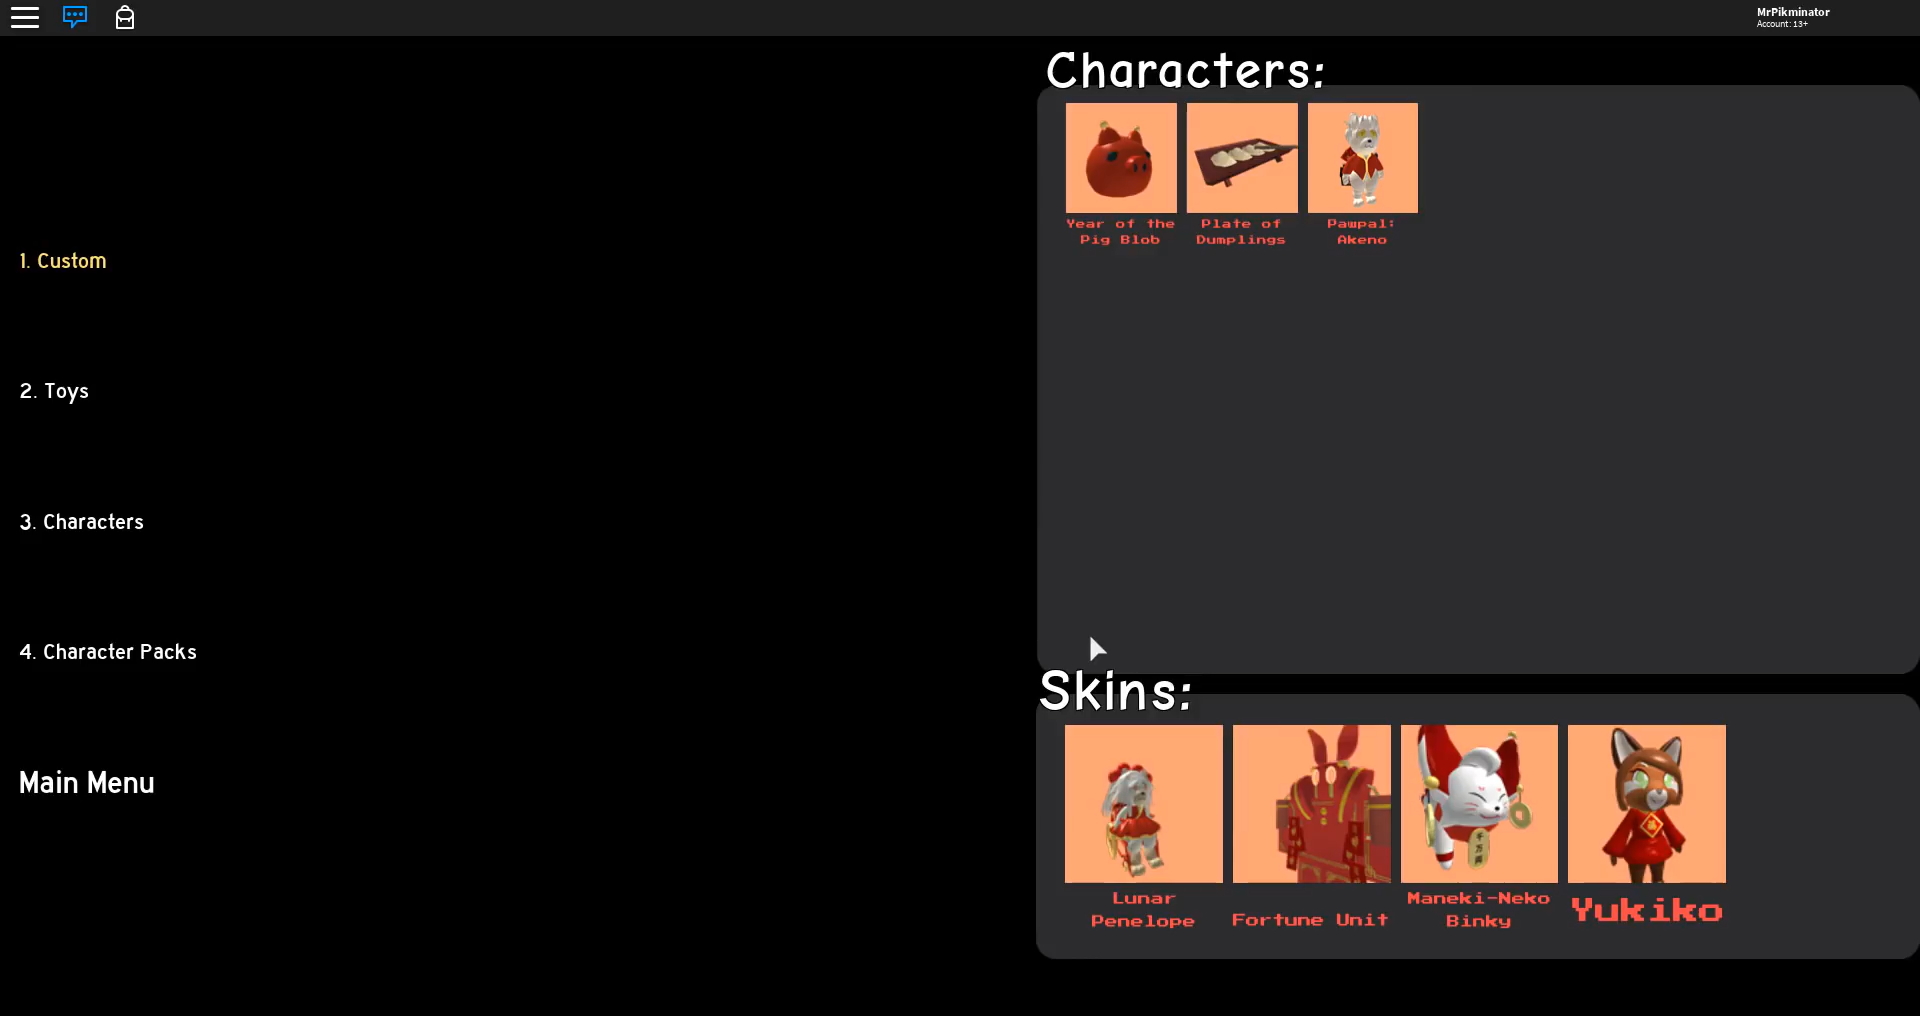 MrPikminator
Account: 13+
Characters:
Year of the
Pig Blob
Plate of
Dumplings
Pawpal:
Akeno
1. Custom
2. Toys
3. Characters
4. Character Packs
Main Menu
Skins:
Lunar
Penelope
Fortune Unit
Maneki-Neko
Binky
Yukiko